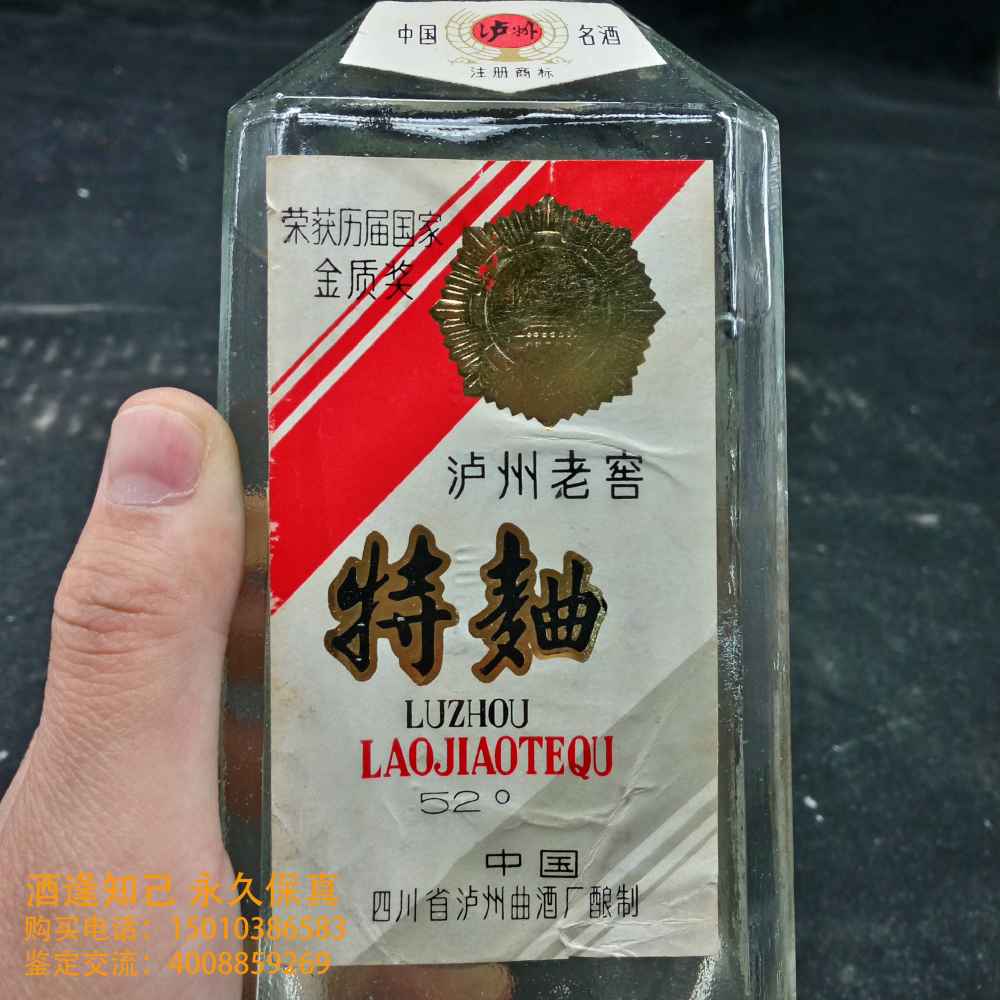 中国 泸州 名酒
注册商标
荣获历届国家
金质奖
泸州老窖
特麯
LUZHOU
LAOJIAOTEQU
52°
中国
四川省泸州曲酒厂酿制
酒逢知己 永久保真
购买电话：15010386583
鉴定交流：4008859269